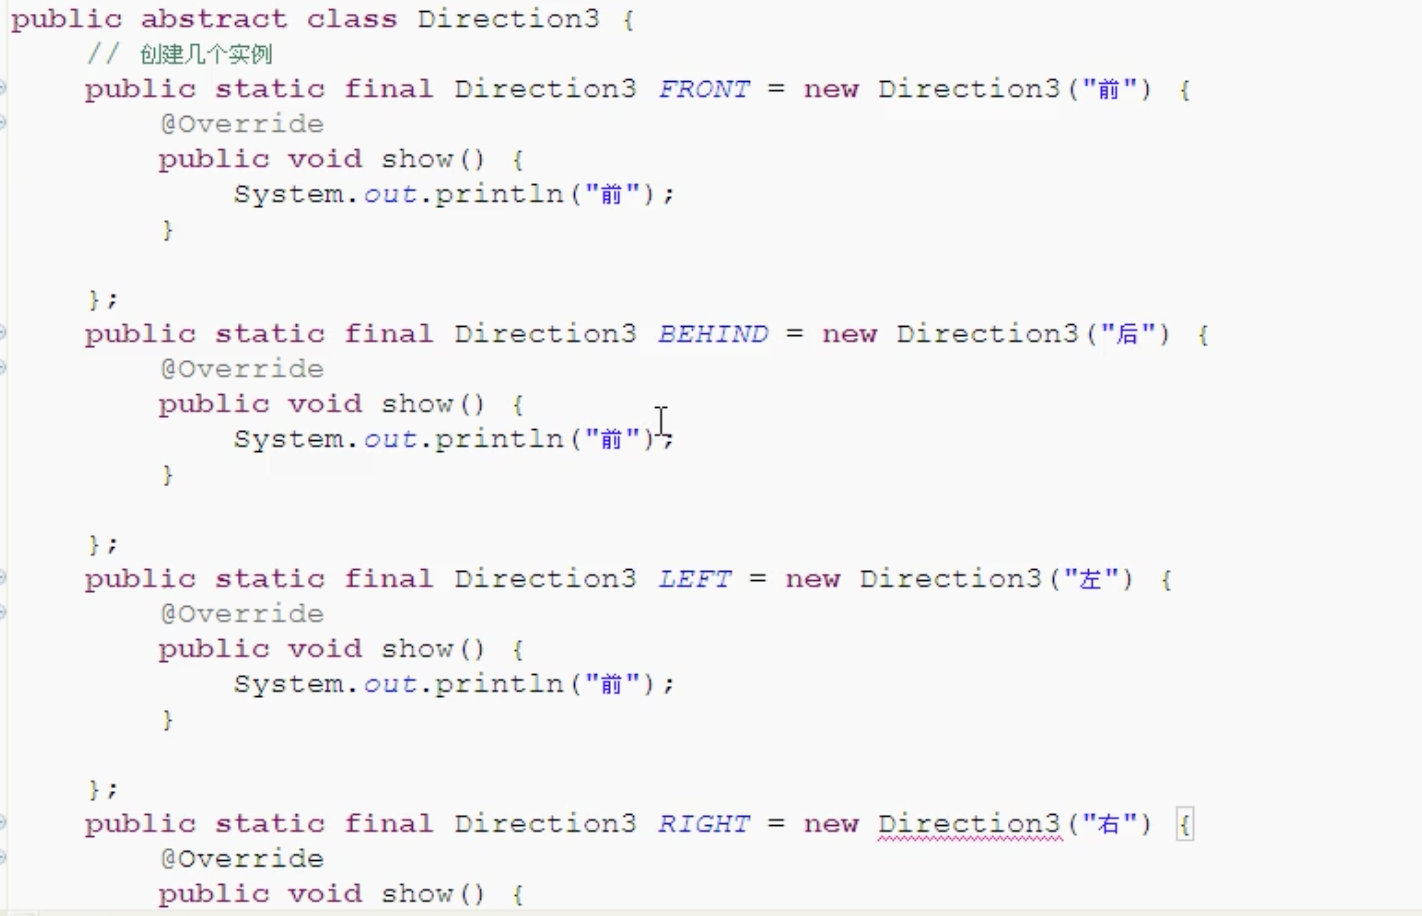 public abstract class Direction3 {
// 创建几个实例
public static final Direction3 FRONT = new Direction3("前") {
@Override
public void show() {
System.out.println("前");
}
};
public static final Direction3 BEHIND = new Direction3("后") {
@Override
public void show() {
System.out.println("前");
}
};
public static final Direction3 LEFT = new Direction3("左") {
@Override
public void show() {
System.out.println("前");
}
};
public static final Direction3 RIGHT = new Direction3("右") {
@Override
public void show() {